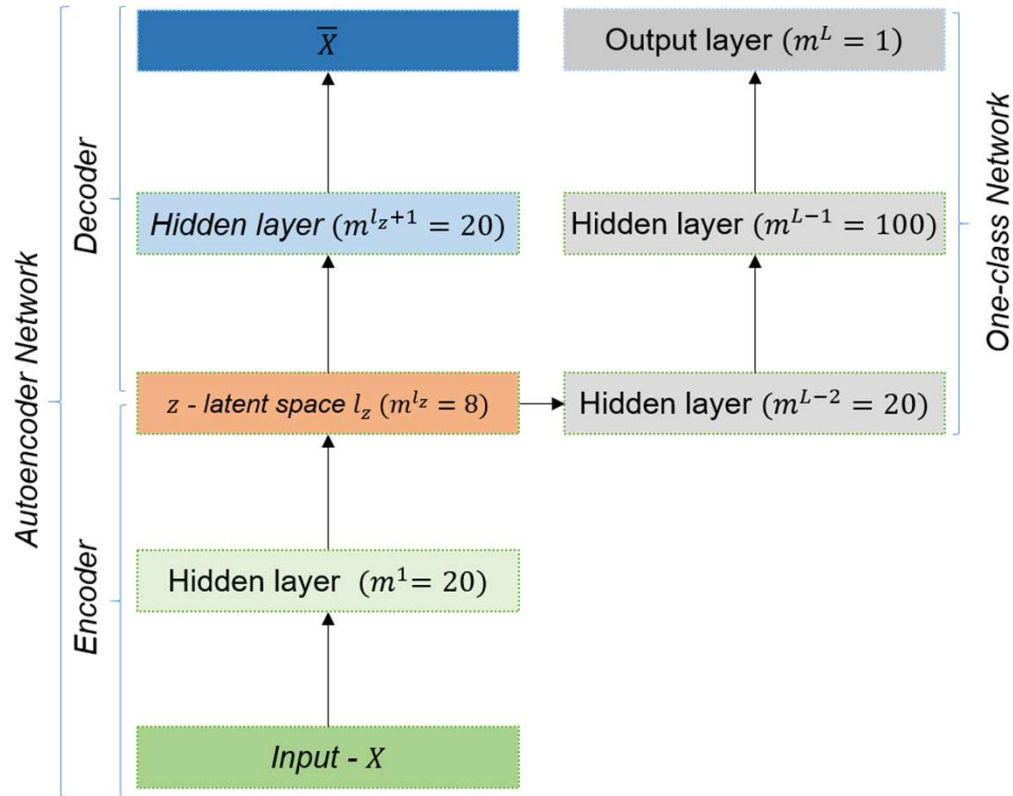 X̅
Output layer (m^L = 1)
Hidden layer (m^{l_z+1} = 20)
Hidden layer (m^{L−1} = 100)
z - latent space l_z (m^{l_z} = 8)
Hidden layer (m^{L−2} = 20)
Hidden layer (m^1= 20)
Input - X
Autoencoder Network
Decoder
Encoder
One-class Network